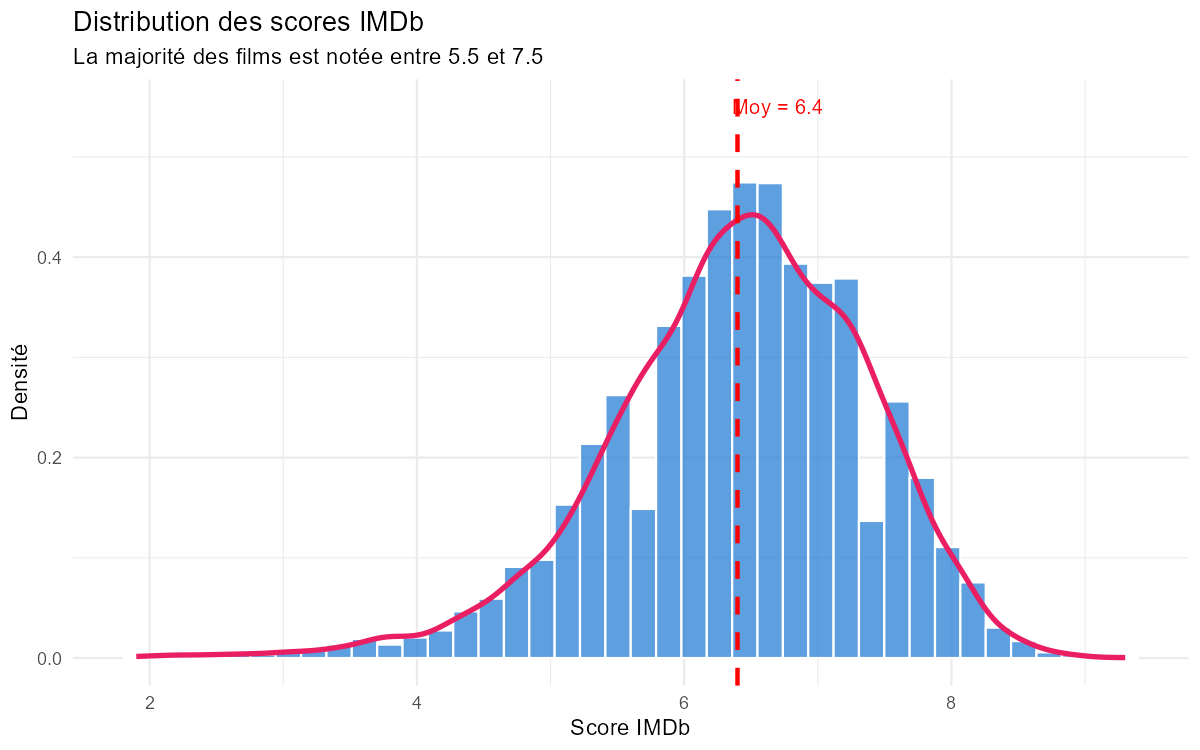 Distribution des scores IMDb
La majorité des films est notée entre 5.5 et 7.5
Moy = 6.4
0.4
0.2
0.0
Densité
2 4 6 8
Score IMDb